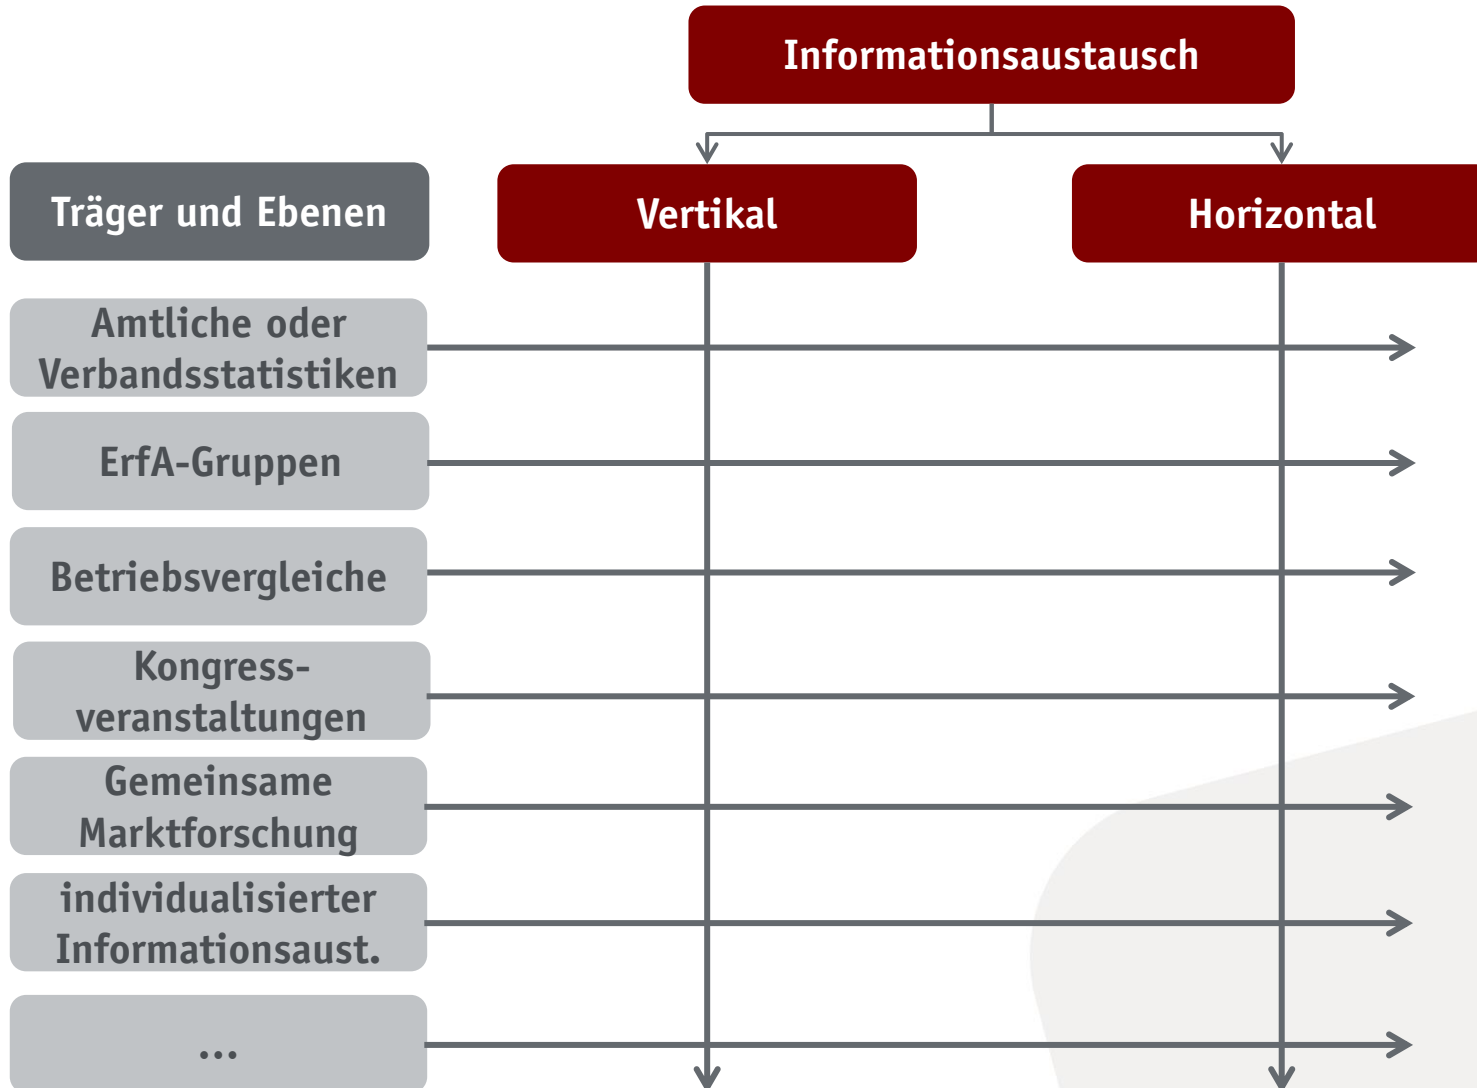 Informationsaustausch
Träger und Ebenen
Vertikal
Horizontal
Amtliche oder
Verbandsstatistiken
ErfA-Gruppen
Betriebsvergleiche
Kongress-
veranstaltungen
Gemeinsame
Marktforschung
individualisierter
Informationsaust.
...